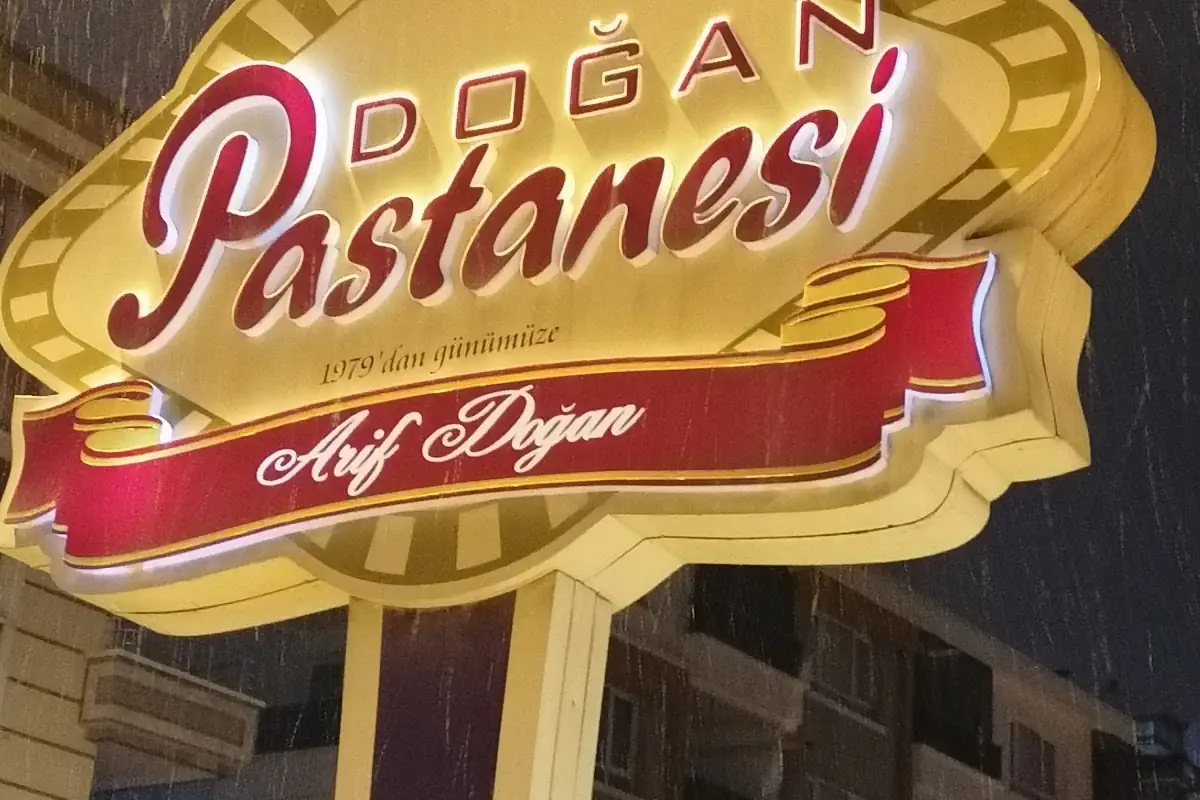 DOĞAN
Pastanesi
1979'dan günümüze
Arif Doğan